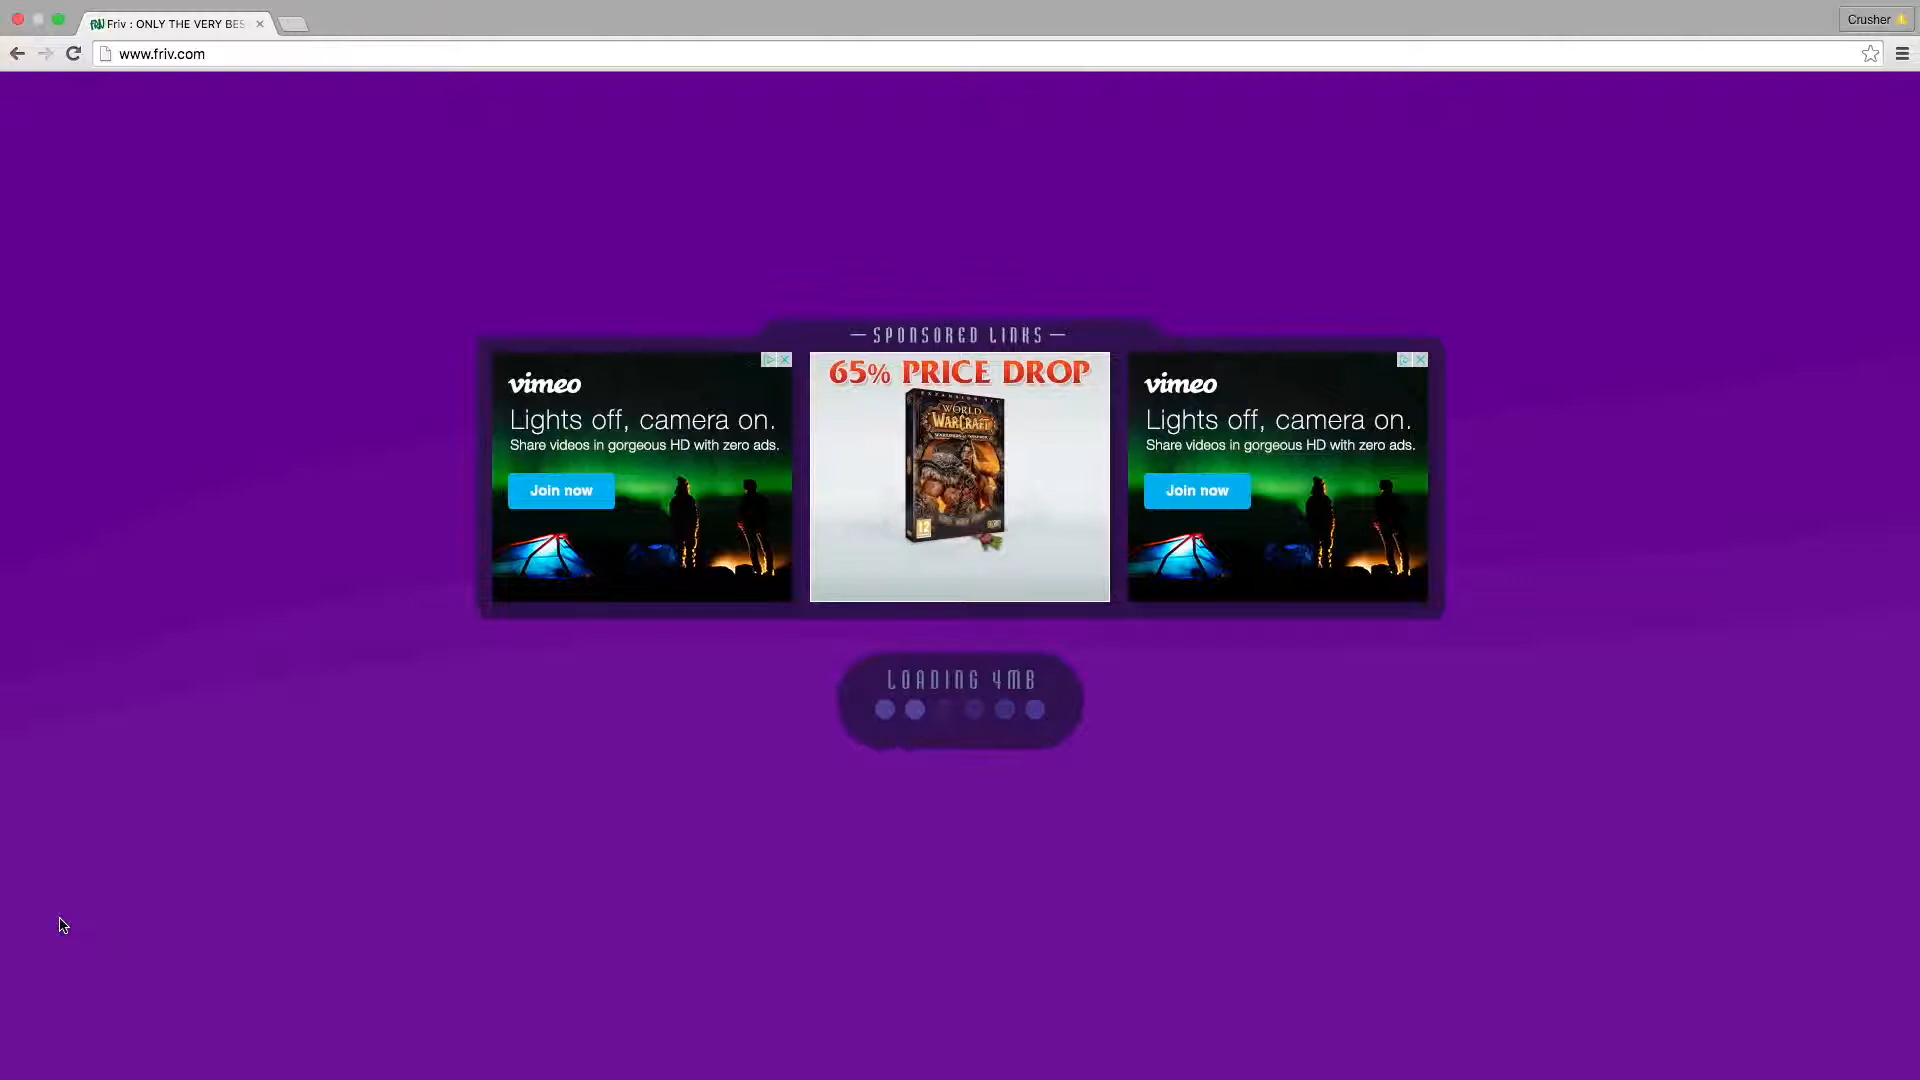 Friv : ONLY THE VERY BES
Crusher
www.friv.com
SPONSORED LINKS
vimeo
Lights off, camera on.
Share videos in gorgeous HD with zero ads.
Join now
65% PRICE DROP
WORLD
WARCRAFT
12
vimeo
Lights off, camera on.
Share videos in gorgeous HD with zero ads.
Join now
LOADING 4MB